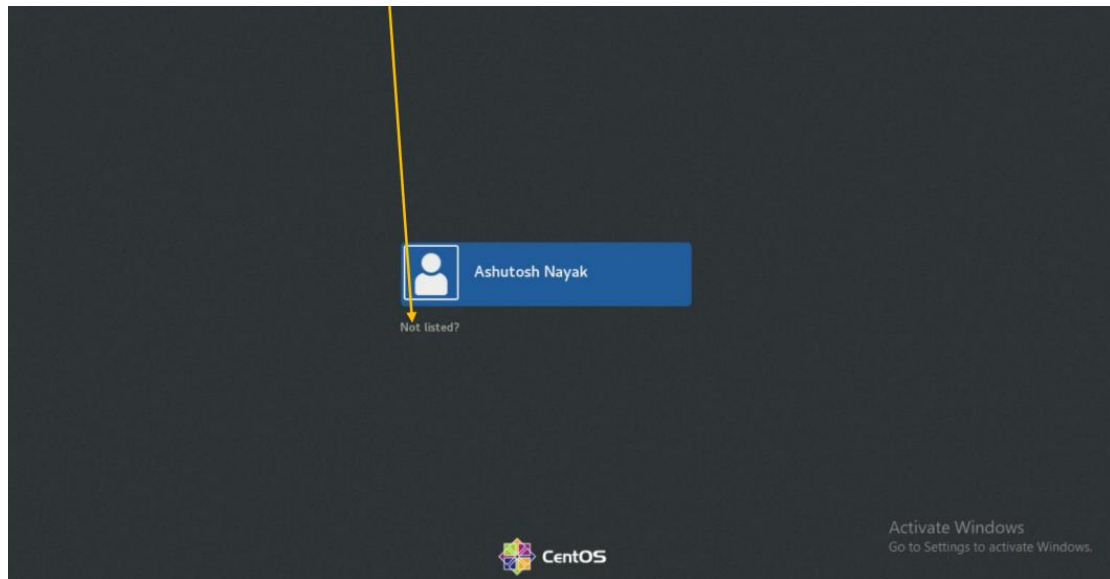 Ashutosh Nayak
Not listed?
Activate Windows
Go to Settings to activate Windows.
CentOS